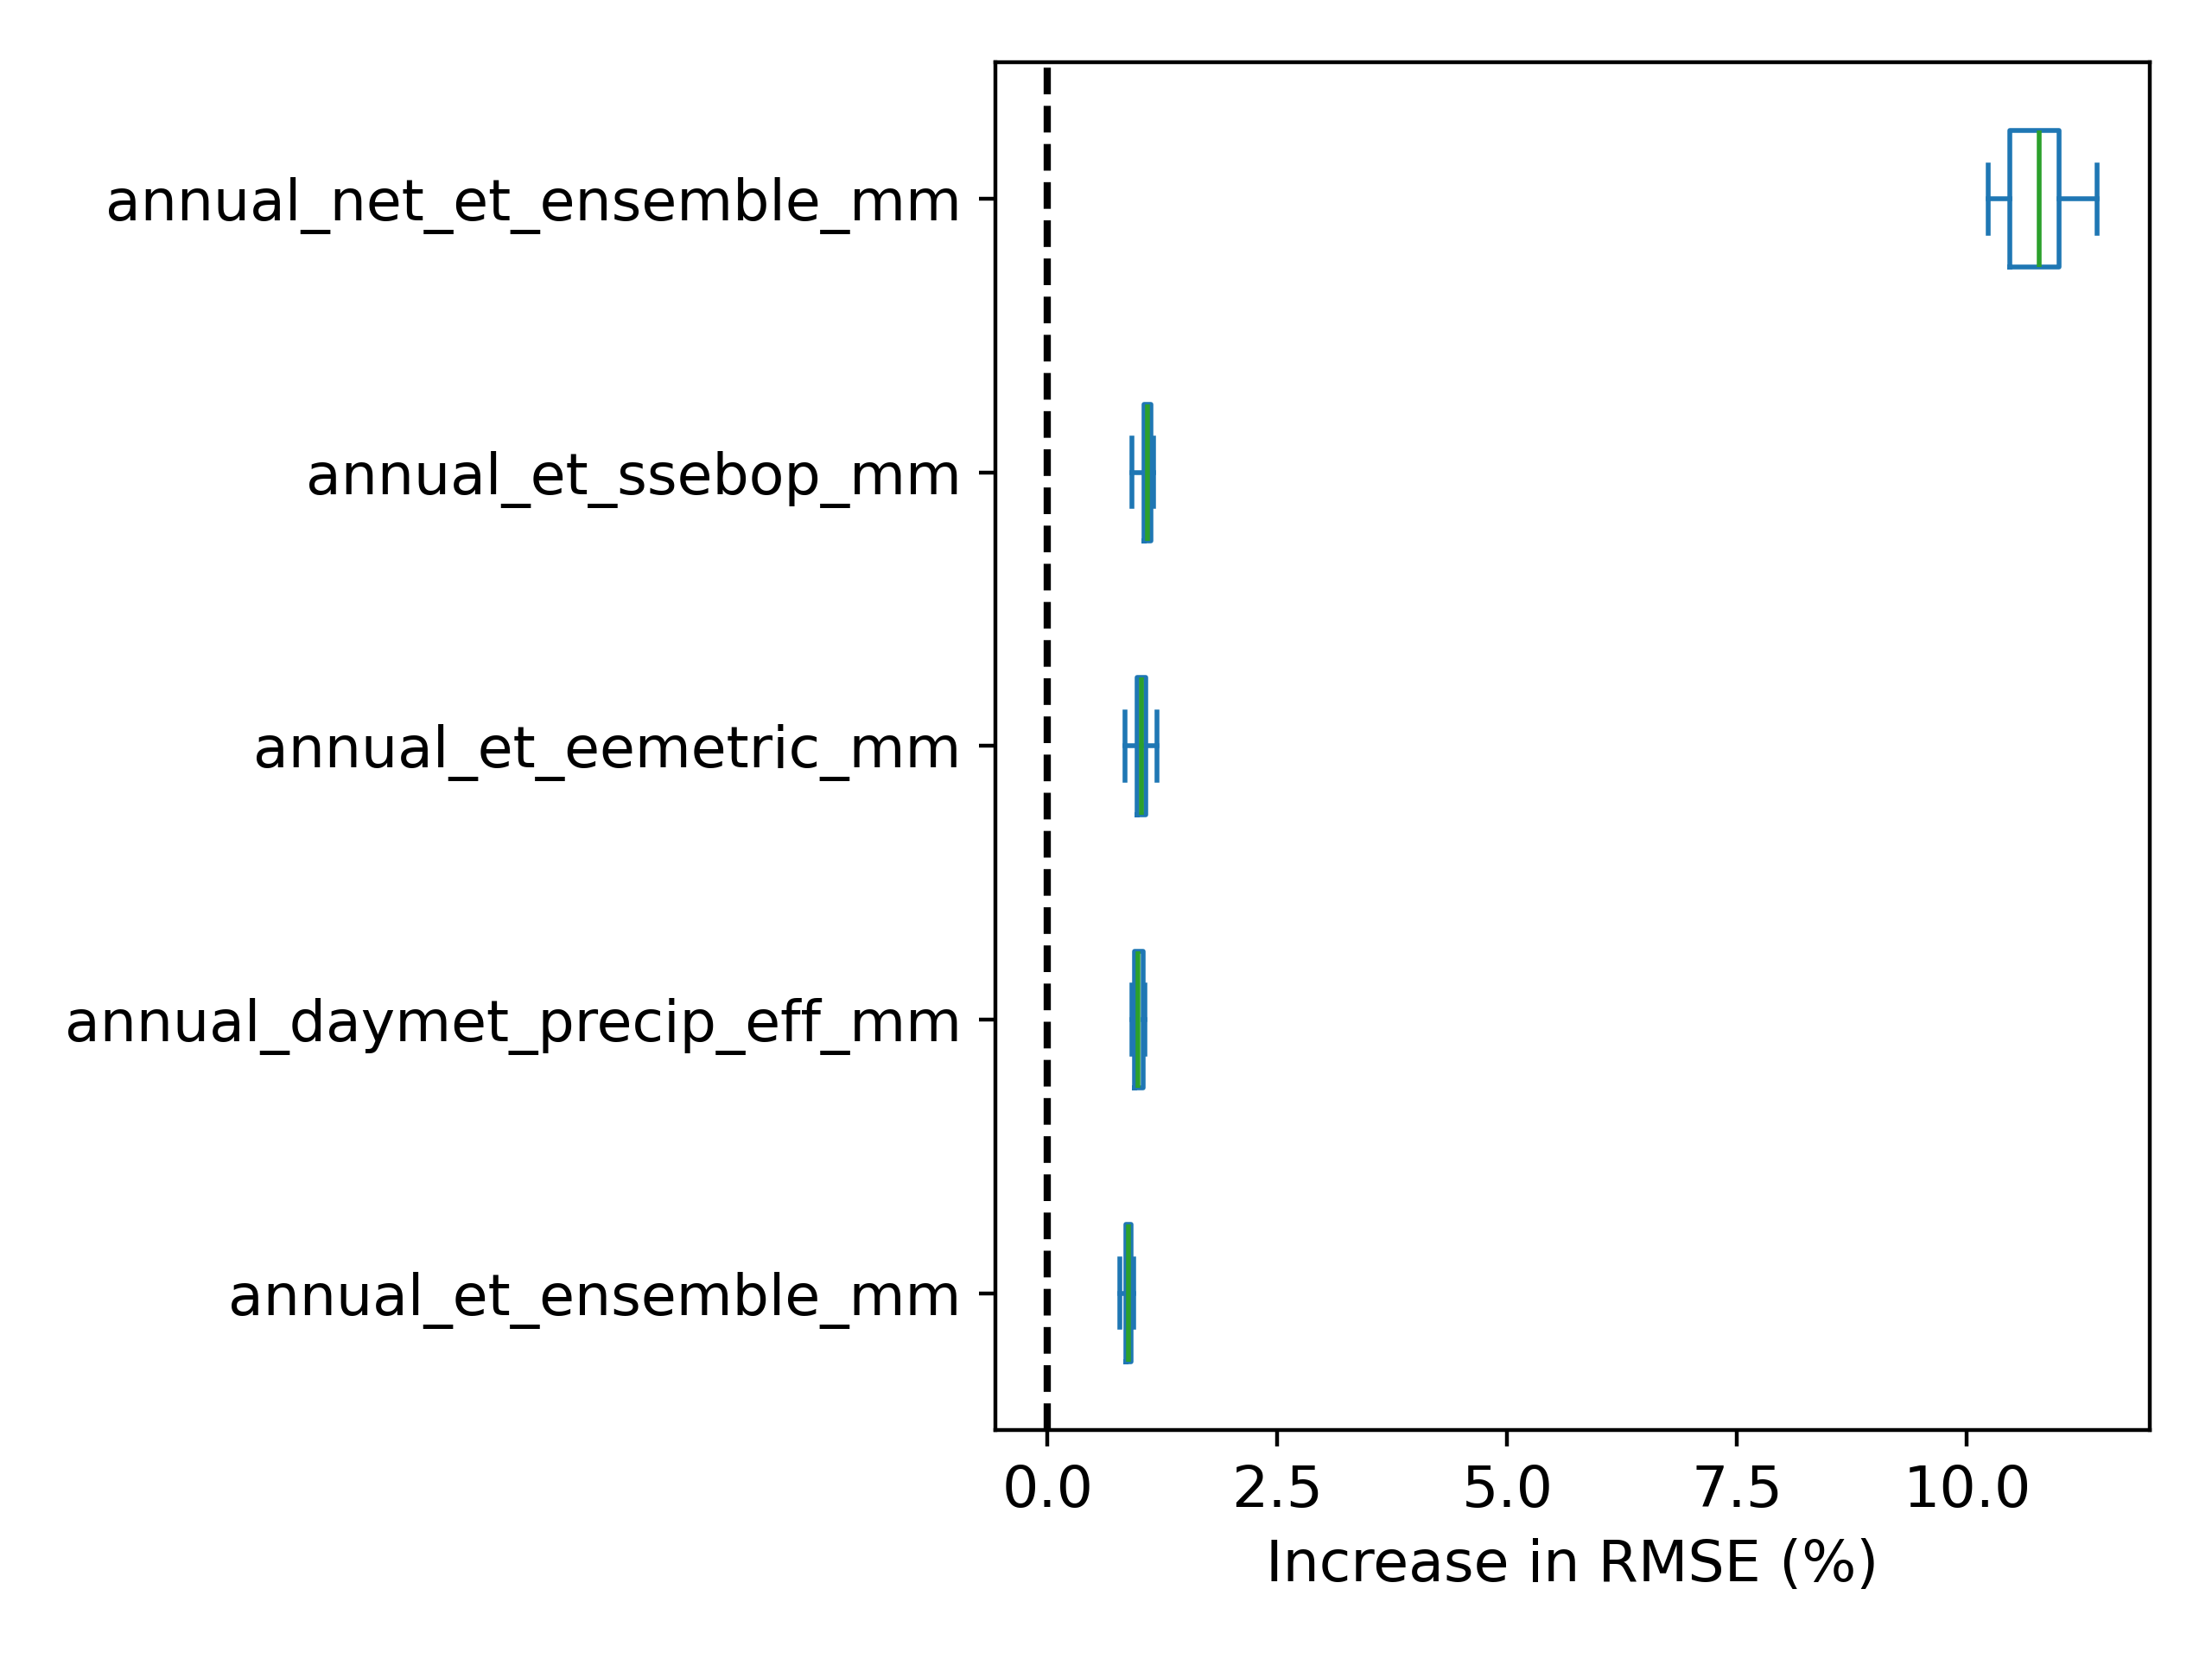 annual_net_et_ensemble_mm
annual_et_ssebop_mm
annual_et_eemetric_mm
annual_daymet_precip_eff_mm
annual_et_ensemble_mm
0.0 2.5 5.0 7.5 10.0
Increase in RMSE (%)